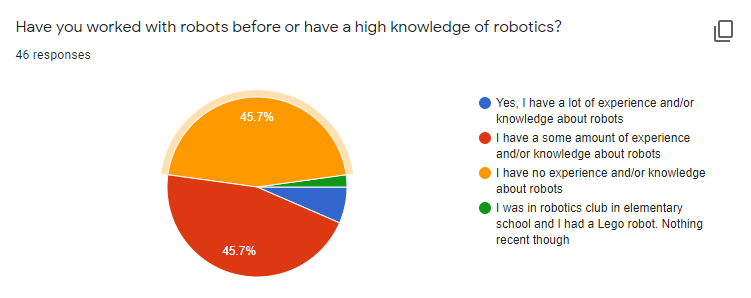 Have you worked with robots before or have a high knowledge of robotics?
46 responses
45.7%
45.7%
Yes, I have a lot of experience and/or
knowledge about robots
I have a some amount of experience
and/or knowledge about robots
I have no experience and/or knowledge
about robots
I was in robotics club in elementary
school and I had a Lego robot. Nothing
recent though